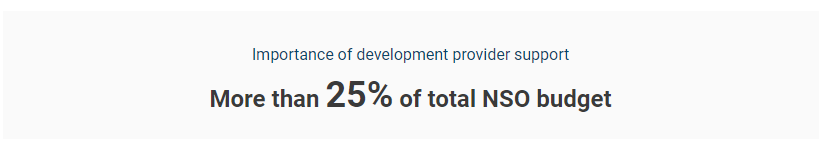 Importance of development provider support
More than 25% of total NSO budget